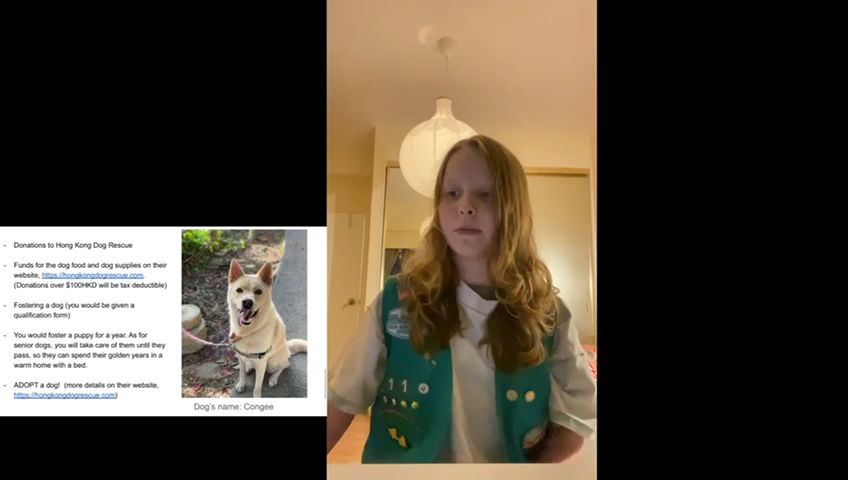 - Donations to Hong Kong Dog Rescue
- Funds for the dog food and dog supplies on their
website, https://hongkongdogrescue.com.
(Donations over $100HKD will be tax deductible)
- Fostering a dog (you would be given a
qualification form)
- You would foster a puppy for a year. As for
senior dogs, you will take care of them until they
pass, so they can spend their golden years in a
warm home with a bed.
- ADOPT a dog! (more details on their website,
https://hongkongdogrescue.com)
Dog's name: Congee
11